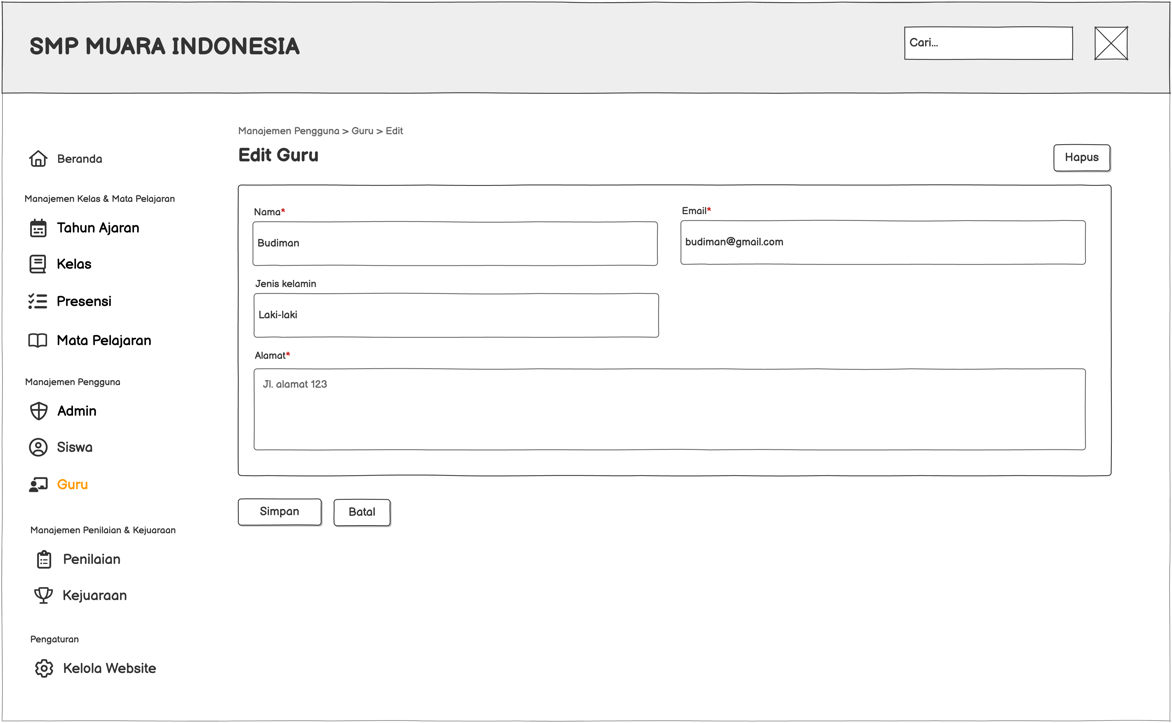 SMP MUARA INDONESIA
Cari...
Beranda
Manajemen Kelas & Mata Pelajaran
Tahun Ajaran
Kelas
Presensi
Mata Pelajaran
Manajemen Pengguna
Admin
Siswa
Guru
Manajemen Penilaian & Kejuaraan
Penilaian
Kejuaraan
Pengaturan
Kelola Website
Manajemen Pengguna > Guru > Edit
Edit Guru
Hapus
Nama*
Budiman
Email*
budiman@gmail.com
Jenis kelamin
Laki-laki
Alamat*
Jl. alamat 123
Simpan
Batal